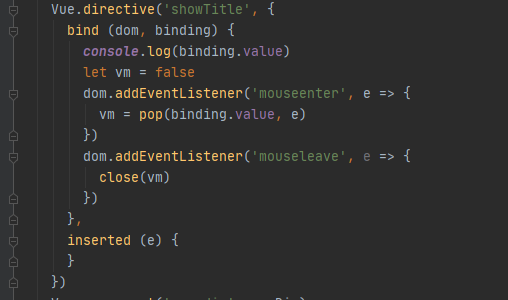 Vue.directive('showTitle', {
bind (dom, binding) {
console.log(binding.value)
let vm = false
dom.addEventListener('mouseenter', e => {
vm = pop(binding.value, e)
})
dom.addEventListener('mouseleave', e => {
close(vm)
})
},
inserted (e) {
}
})